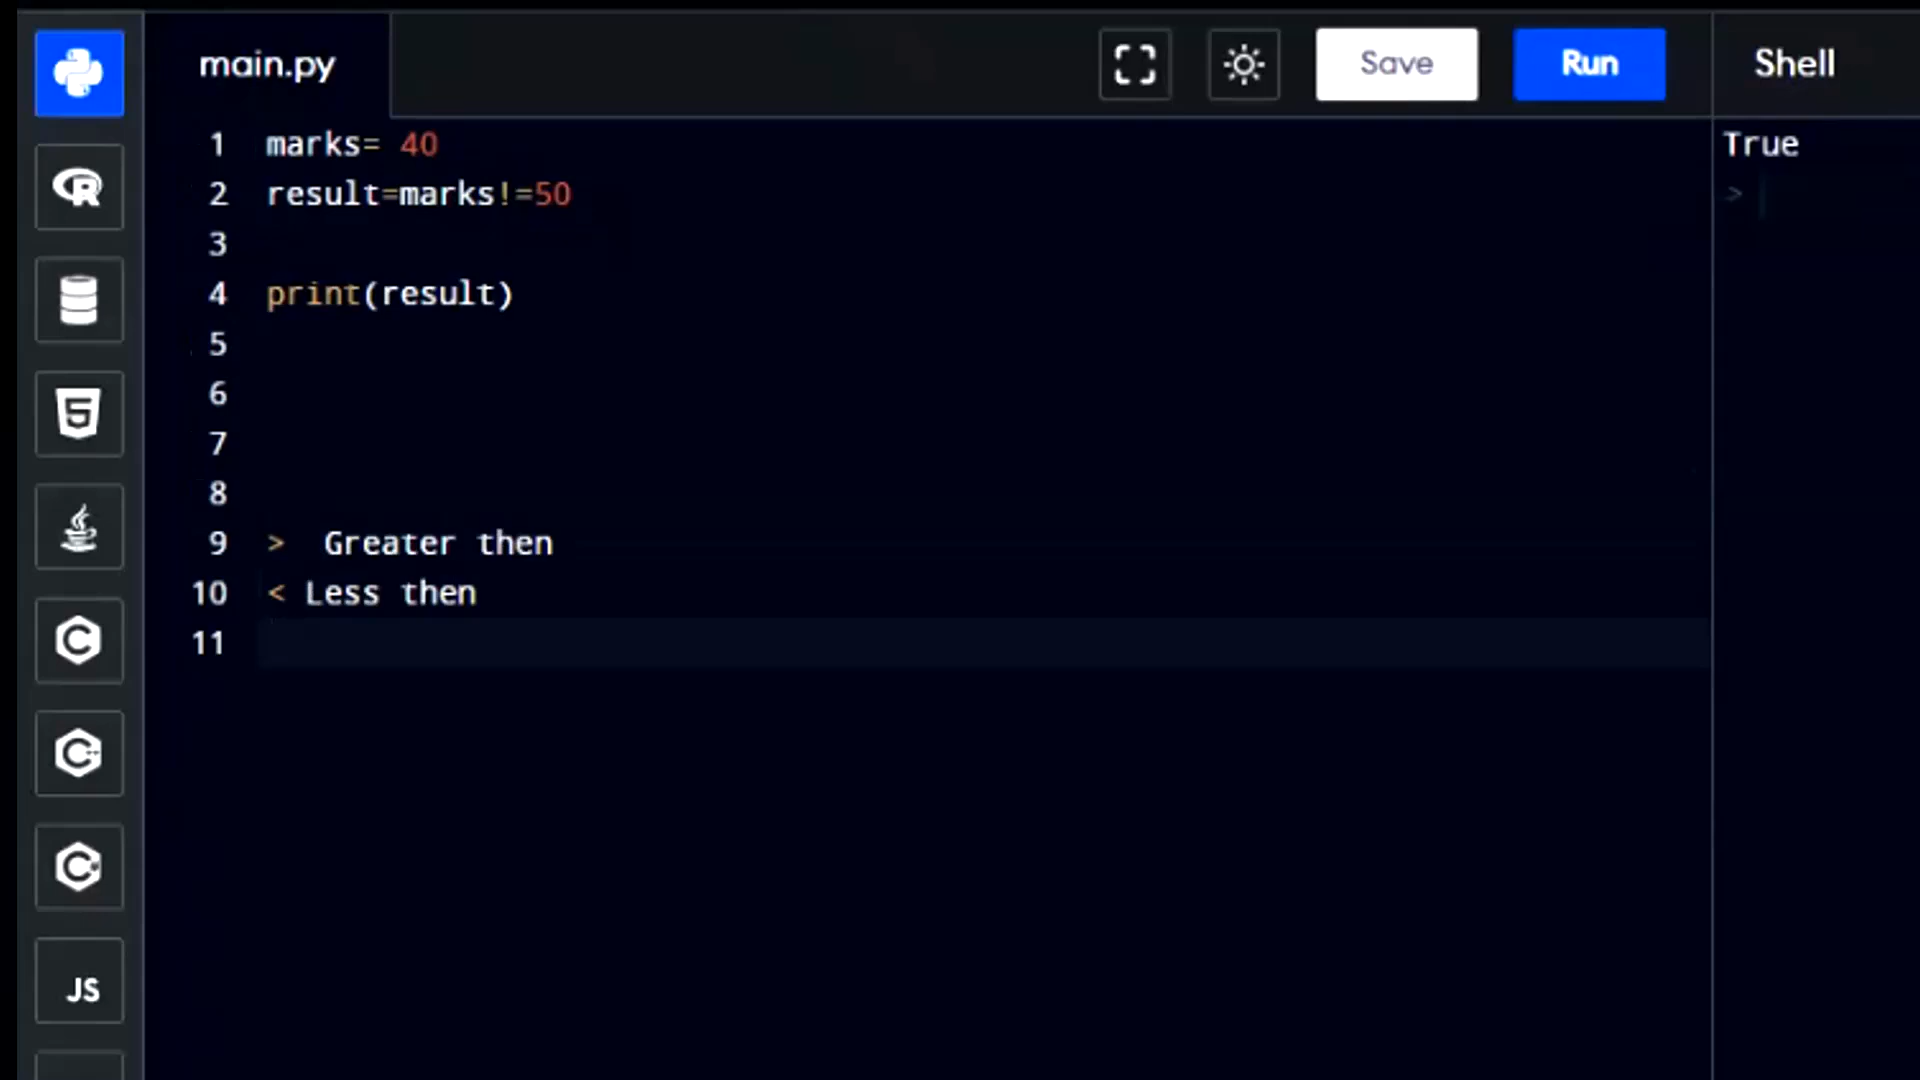 main.py
Save
Run
Shell
1 marks= 40
2 result=marks!=50
3
4 print(result)
5
6
7
8
9 >  Greater then
10 < Less then
11
True
>
R
5
C
C
C
JS